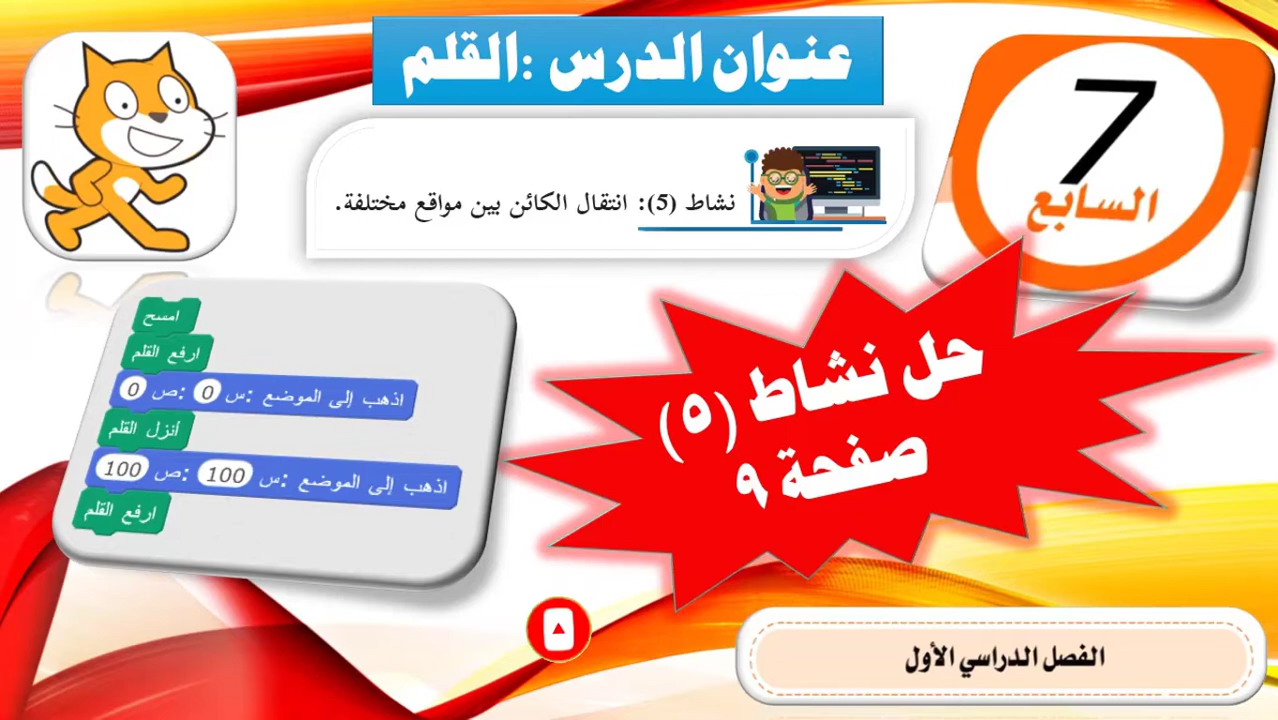 عنوان الدرس :القلم
7
السابع
نشاط (5): انتقال الكائن بين مواقع مختلفة.
امسح
ارفع القلم
اذهب إلى الموضع :س 0 :ص 0
أنزل القلم
اذهب إلى الموضع :س 100 :ص 100
ارفع القلم
حل نشاط (٥)
صفحة ٩
الفصل الدراسي الأول